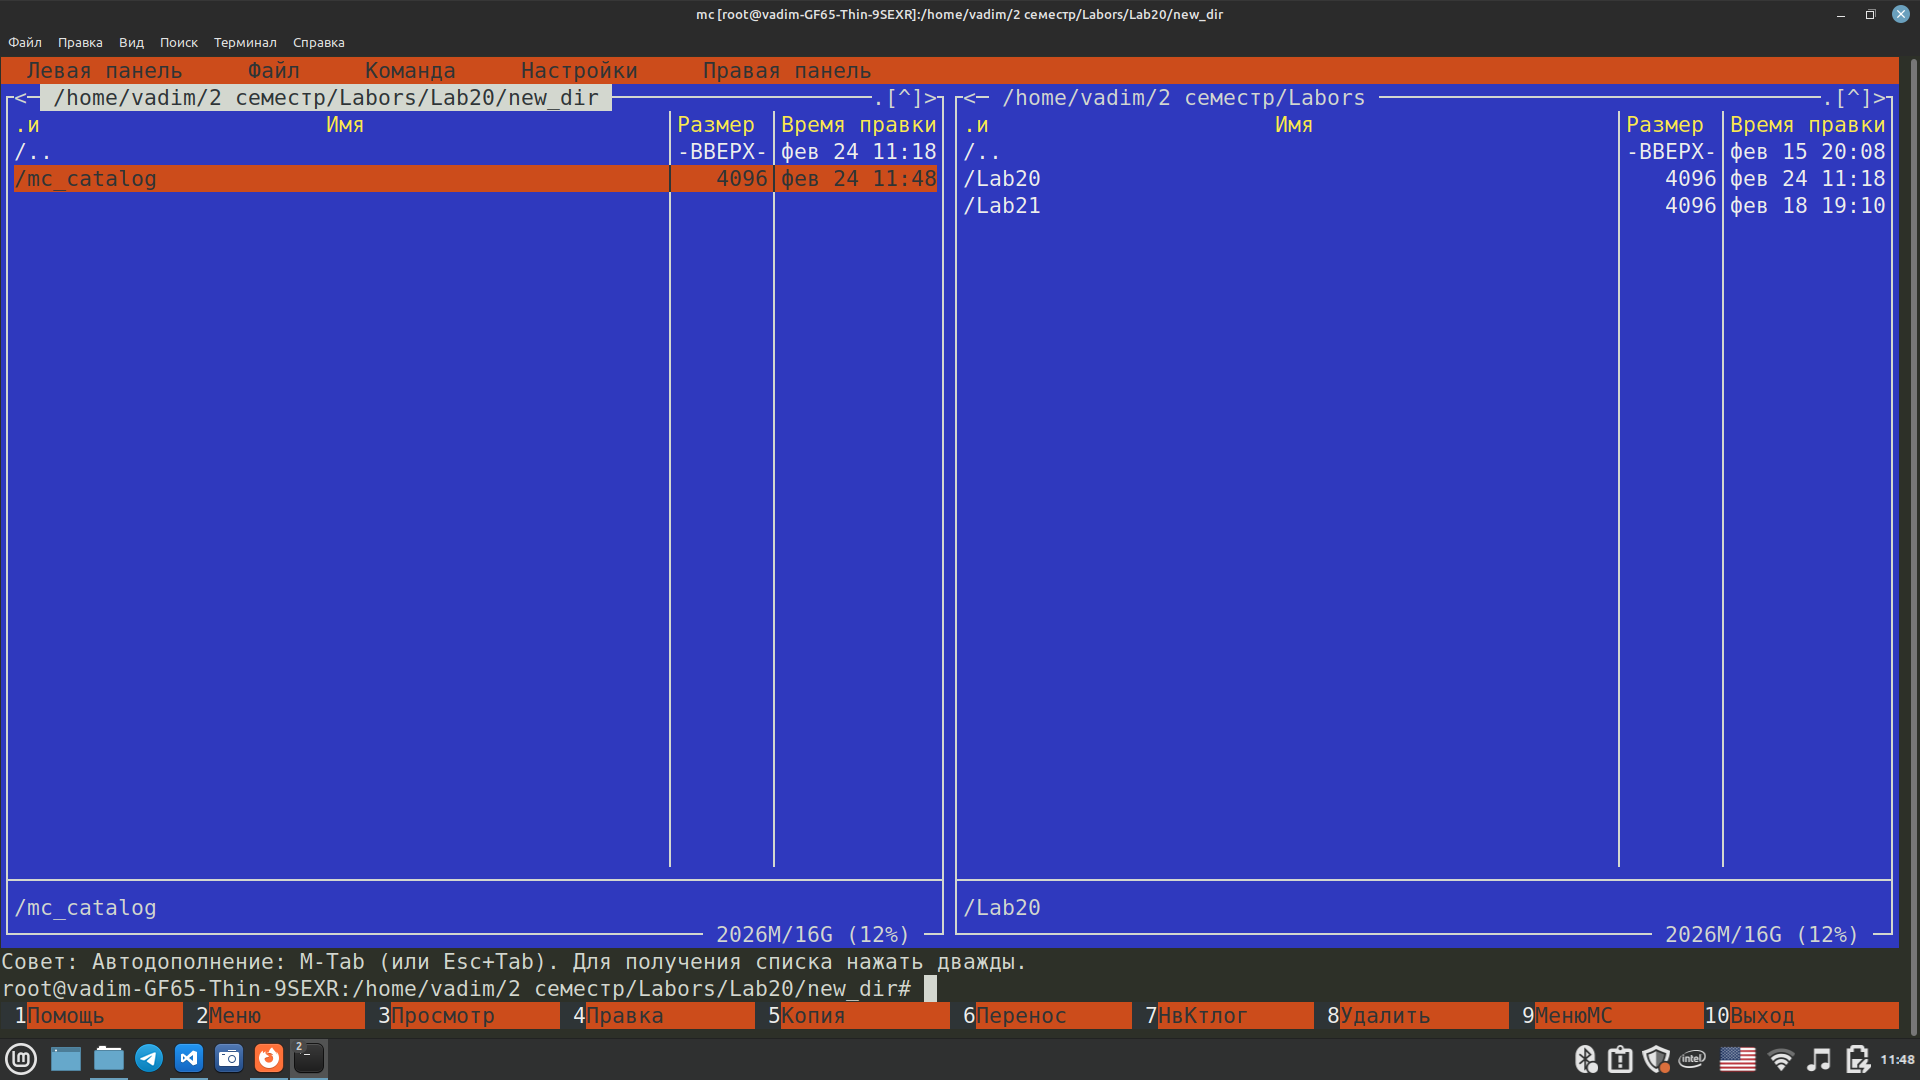 mc [root@vadim-GF65-Thin-9SEXR]:/home/vadim/2 семестр/Labors/Lab20/new_dir
Файл Правка Вид Поиск Терминал Справка
Левая панель Файл Команда Настройки Правая панель
<─ /home/vadim/2 семестр/Labors/Lab20/new_dir .[^]>
.и Имя Размер Время правки
/.. -ВВЕРХ- фев 24 11:18
/mc_catalog 4096 фев 24 11:48
/mc_catalog
2026M/16G (12%)
<─ /home/vadim/2 семестр/Labors .[^]>
.и Имя Размер Время правки
/.. -ВВЕРХ- фев 15 20:08
/Lab20 4096 фев 24 11:18
/Lab21 4096 фев 18 19:10
/Lab20
2026M/16G (12%)
Совет: Автодополнение: M-Tab (или Esc+Tab). Для получения списка нажать дважды.
root@vadim-GF65-Thin-9SEXR:/home/vadim/2 семестр/Labors/Lab20/new_dir#
1Помощь 2Меню 3Просмотр 4Правка 5Копия 6Перенос 7НвКтлог 8Удалить 9МенюМС 10Выход
2
intel
11:48